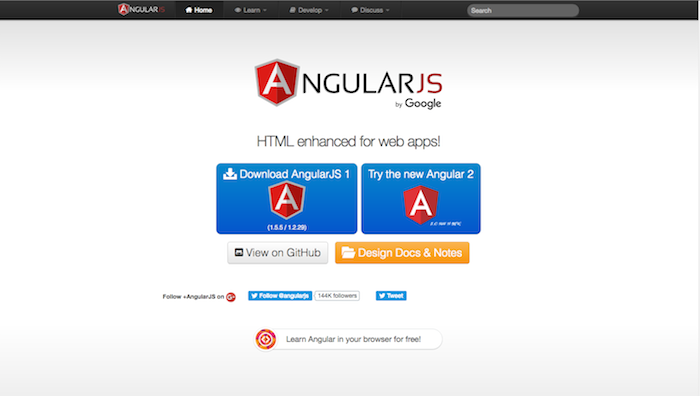 ANGULARJS
Home
Learn
Develop
Discuss
Search
ANGULARJS
by Google
HTML enhanced for web apps!
Download AngularJS 1
(1.5.5 / 1.2.29)
Try the new Angular 2
View on GitHub
Design Docs & Notes
Follow +AngularJS on
Follow @angularjs
144K followers
Tweet
Learn Angular in your browser for free!